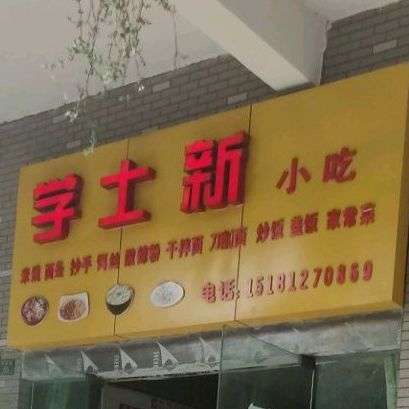 学士新小吃
米线 面条 抄手 河粉 酸辣粉 干拌面 刀削面 炒饭 盖饭 家常菜
电话:15181270869